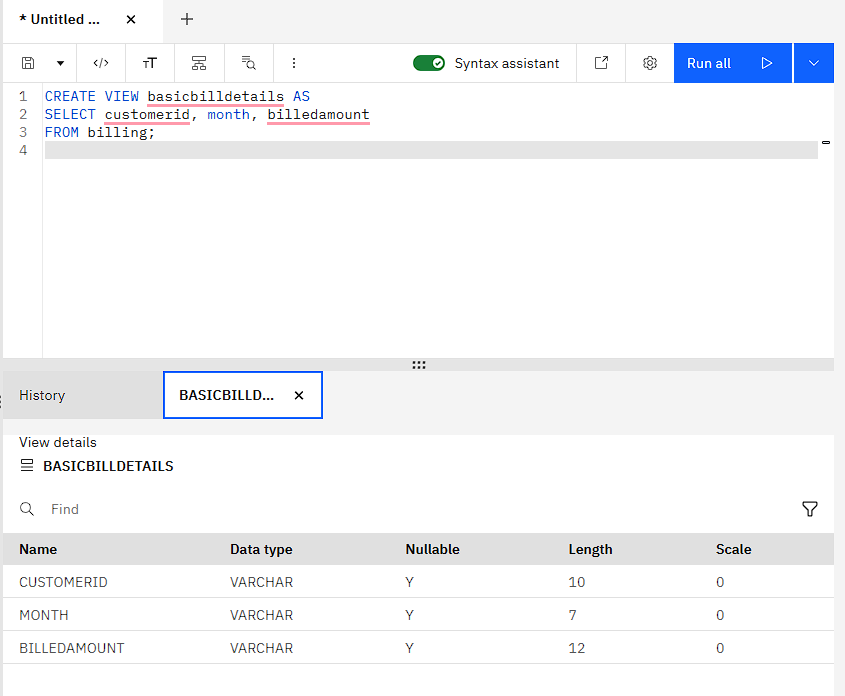 * Untitled ...
Syntax assistant
Run all
1 CREATE VIEW basicbilldetails AS
2 SELECT customerid, month, billedamount
3 FROM billing;
4
History
BASICBILLD...
View details
BASICBILLDETAILS
Find
Name Data type Nullable Length Scale
CUSTOMERID VARCHAR Y 10 0
MONTH VARCHAR Y 7 0
BILLEDAMOUNT VARCHAR Y 12 0